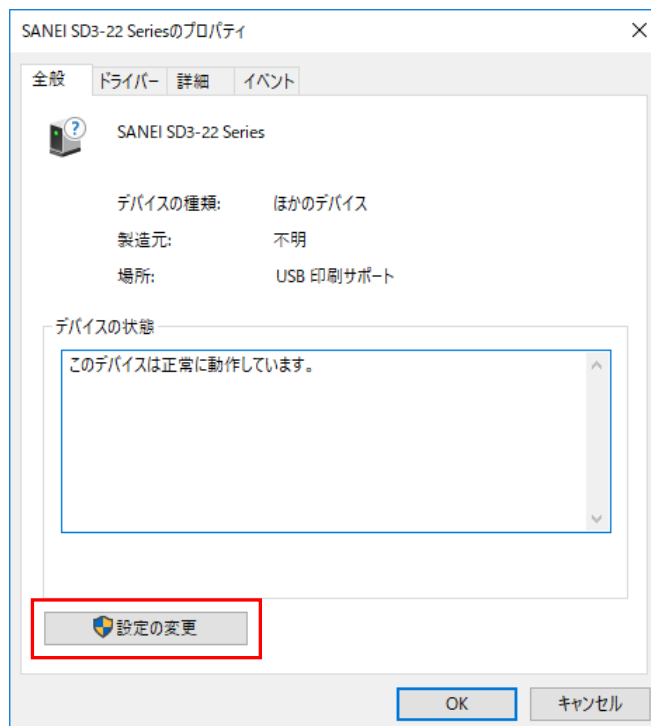 SANEI SD3-22 Seriesのプロパティ
全般 ドライバー 詳細 イベント
SANEI SD3-22 Series
デバイスの種類: ほかのデバイス
製造元: 不明
場所: USB 印刷サポート
デバイスの状態
このデバイスは正常に動作しています。
設定の変更
OK キャンセル